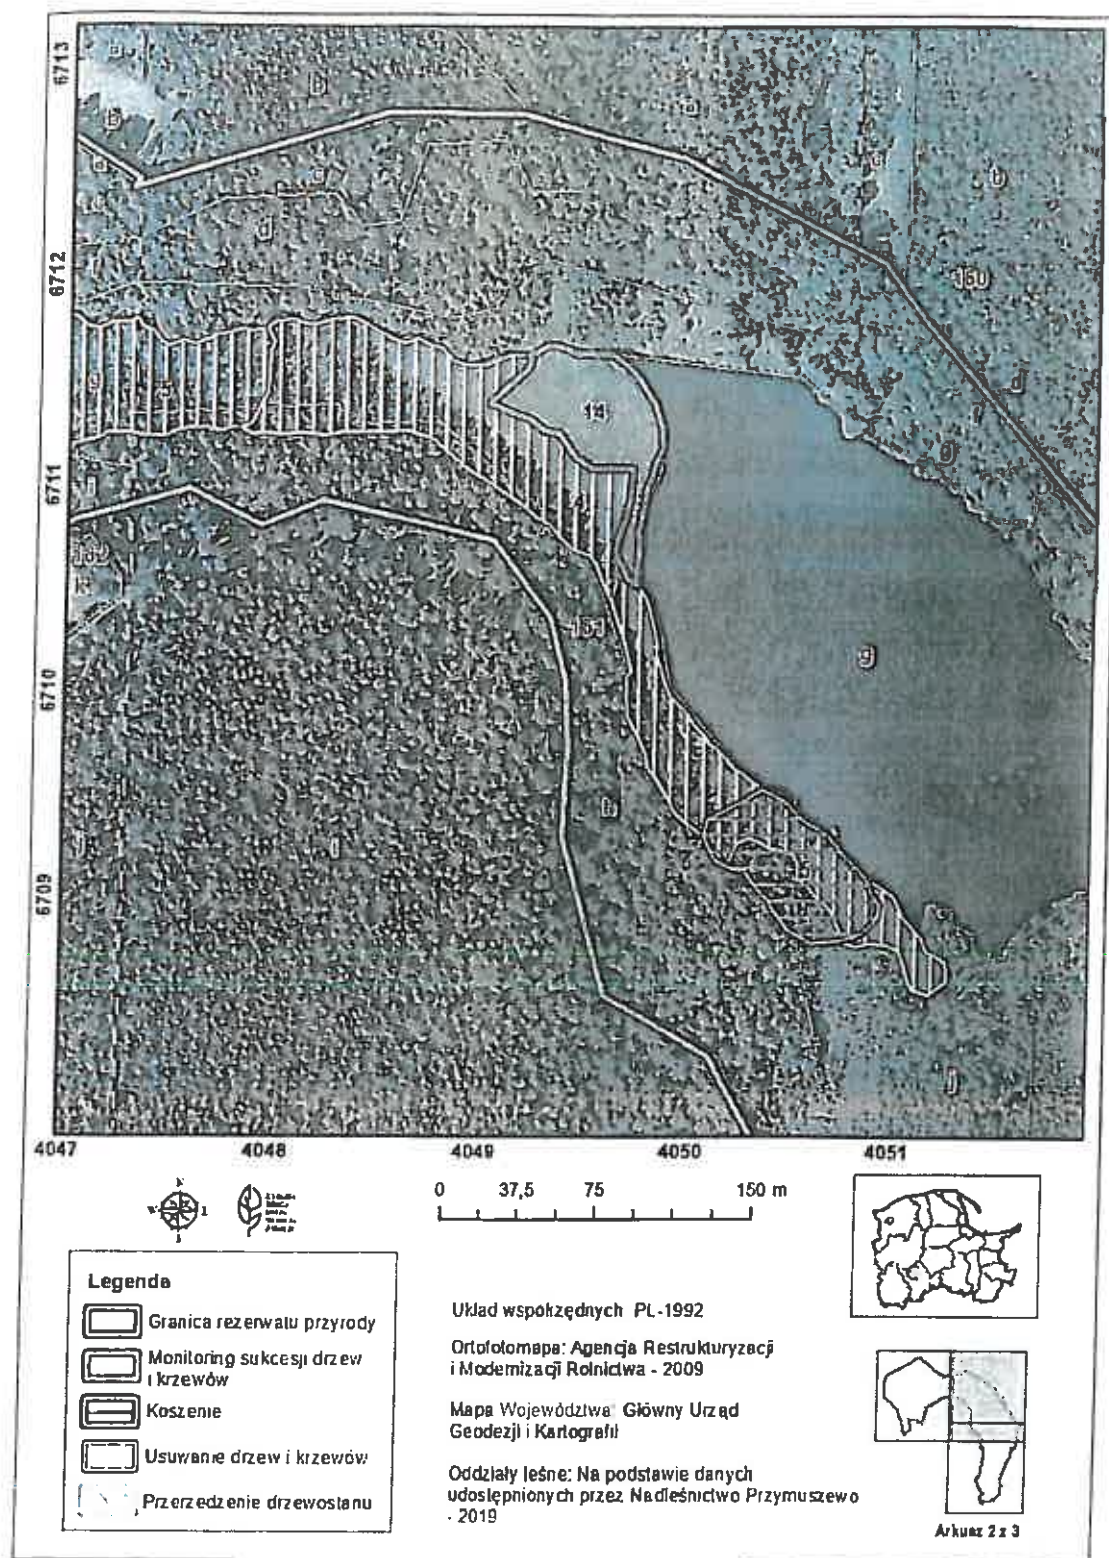 6713
6712
6711
6710
6709
b
b
a
c
c
b
d
150
d
g
14
g
g
h
j
4047
4048
4049
4050
4051
0 37,5 75 150 m
Legenda
Granica rezerwatu przyrody
Monitoring sukcesji drzew
i krzewów
Koszenie
Usuwanie drzew i krzewów
Przerzedzenie drzewostanu
Układ współrzędnych PL-1992
Ortofotomapa: Agencja Restrukturyzacji
i Modernizacji Rolnictwa - 2009
Mapa Województwa: Główny Urząd
Geodezji i Kartografii
Oddziały leśne: Na podstawie danych
udostępnionych przez Nadleśnictwo Przymuszewo
- 2019
Arkusz 2 z 3